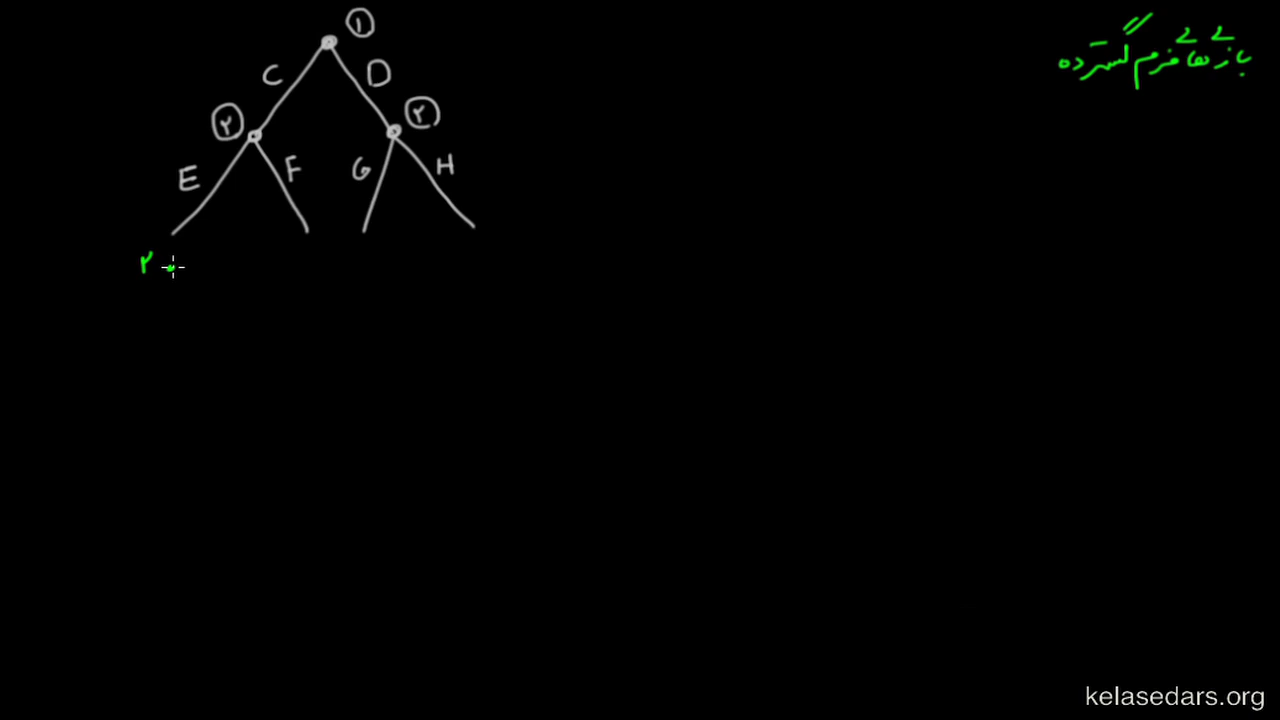 بازی های فرم گسترده
۱
C D
۲ ۲
E F G H
۲
kelasedars.org